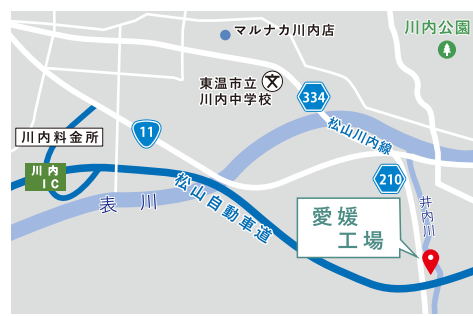 川内公園
マルナカ川内店
東温市立
川内中学校
334
松山川内線
11
川内料金所
川内
IC
210
松山自動車道
表川
井内川
愛媛
工場